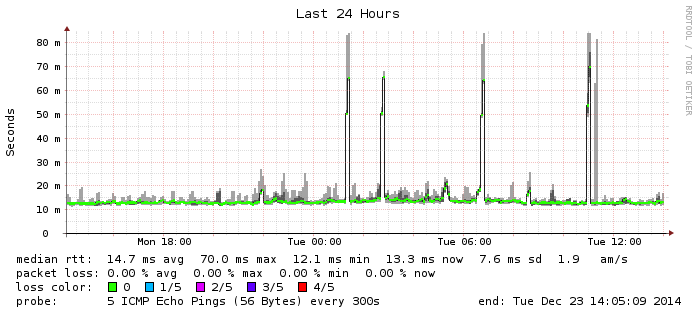 Last 24 Hours
RRDTOOL / TOBI OETIKER
Seconds
80 m
70 m
60 m
50 m
40 m
30 m
20 m
10 m
0
Mon 18:00 Tue 00:00 Tue 06:00 Tue 12:00
median rtt: 14.7 ms avg 70.0 ms max 12.1 ms min 13.3 ms now 7.6 ms sd 1.9 am/s
packet loss: 0.00 % avg 0.00 % max 0.00 % min 0.00 % now
loss color: 0 1/5 2/5 3/5 4/5
probe: 5 ICMP Echo Pings (56 Bytes) every 300s end: Tue Dec 23 14:05:09 2014